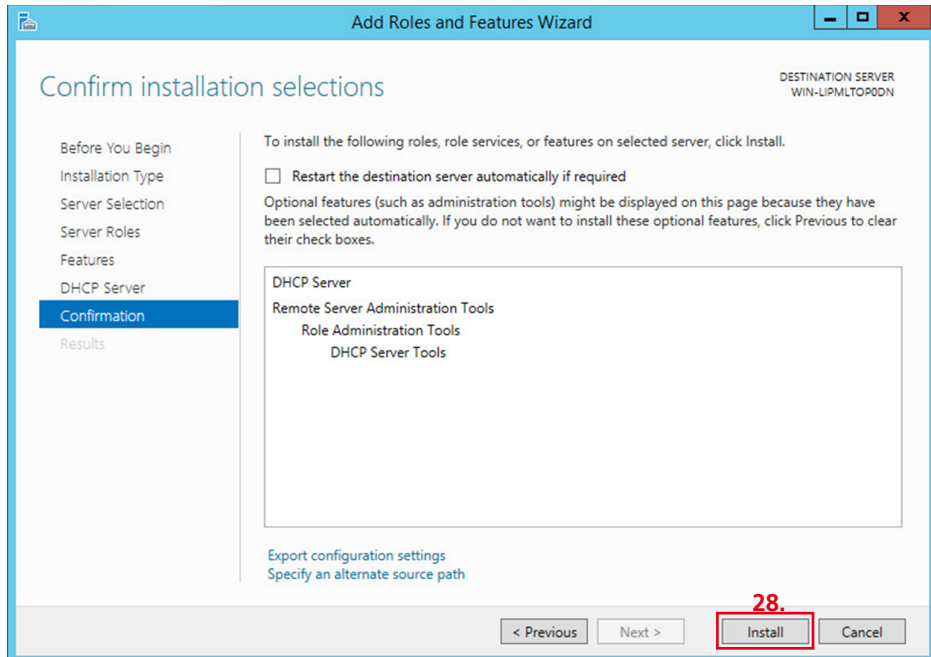 Add Roles and Features Wizard
Confirm installation selections
DESTINATION SERVER
WIN-LIPMLTOP0DN
Before You Begin
Installation Type
Server Selection
Server Roles
Features
DHCP Server
Confirmation
Results
To install the following roles, role services, or features on selected server, click Install.
Restart the destination server automatically if required
Optional features (such as administration tools) might be displayed on this page because they have
been selected automatically. If you do not want to install these optional features, click Previous to clear
their check boxes.
DHCP Server
Remote Server Administration Tools
Role Administration Tools
DHCP Server Tools
Export configuration settings
Specify an alternate source path
28.
< Previous
Next >
Install
Cancel